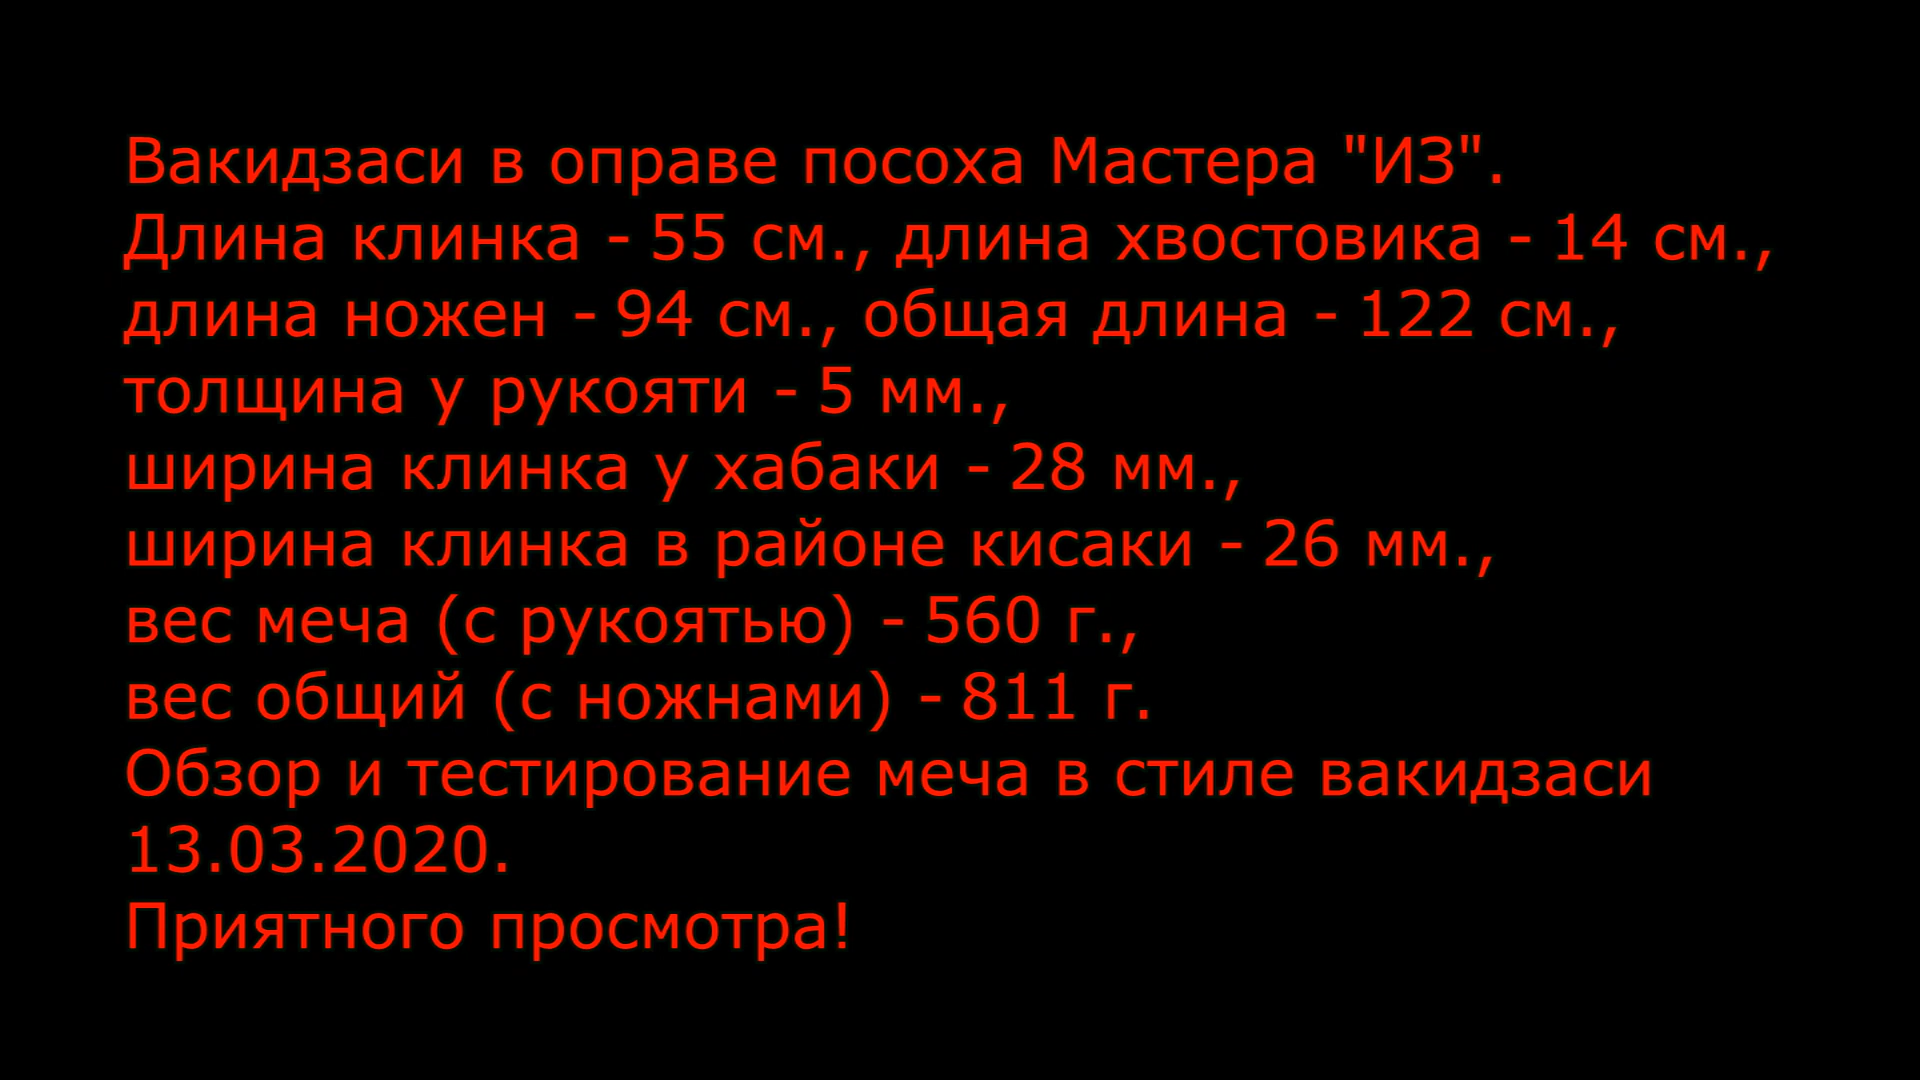 Вакидзаси в оправе посоха Мастера "ИЗ".
Длина клинка - 55 см., длина хвостовика - 14 см.,
длина ножен - 94 см., общая длина - 122 см.,
толщина у рукояти - 5 мм.,
ширина клинка у хабаки - 28 мм.,
ширина клинка в районе кисаки - 26 мм.,
вес меча (с рукоятью) - 560 г.,
вес общий (с ножнами) - 811 г.
Обзор и тестирование меча в стиле вакидзаси
13.03.2020.
Приятного просмотра!